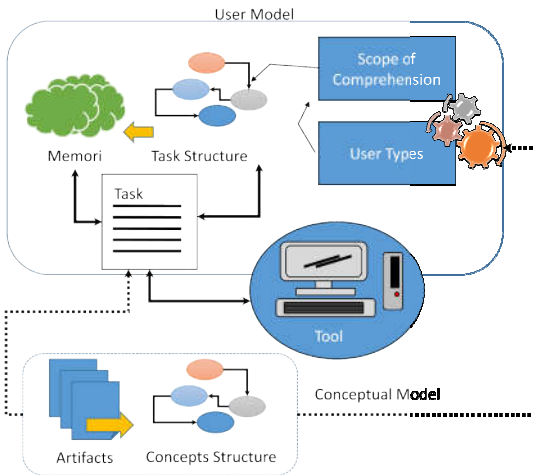 User Model
Scope of
Comprehension
Memori
Task Structure
User Types
Task
Tool
Conceptual Model
Artifacts
Concepts Structure